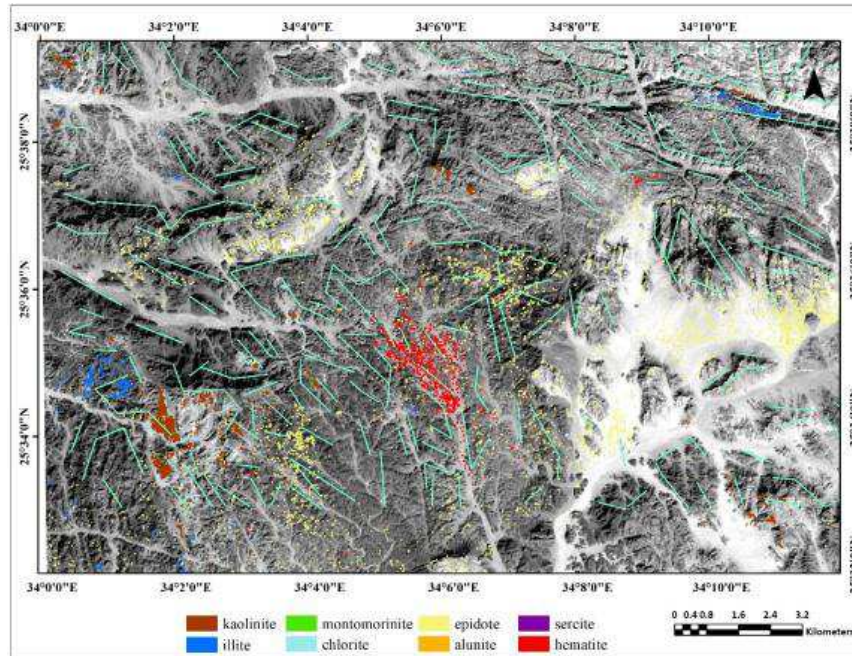 34°0'0"E 34°2'0"E 34°4'0"E 34°6'0"E 34°8'0"E 34°10'0"E
25°38'0"N
25°36'0"N
25°34'0"N
34°0'0"E 34°2'0"E 34°4'0"E 34°6'0"E 34°8'0"E 34°10'0"E
kaolinite montomorinite epidote sercite
illite chlorite alunite hematite
0 0.4 0.8 1.6 2.4 3.2
Kilometers